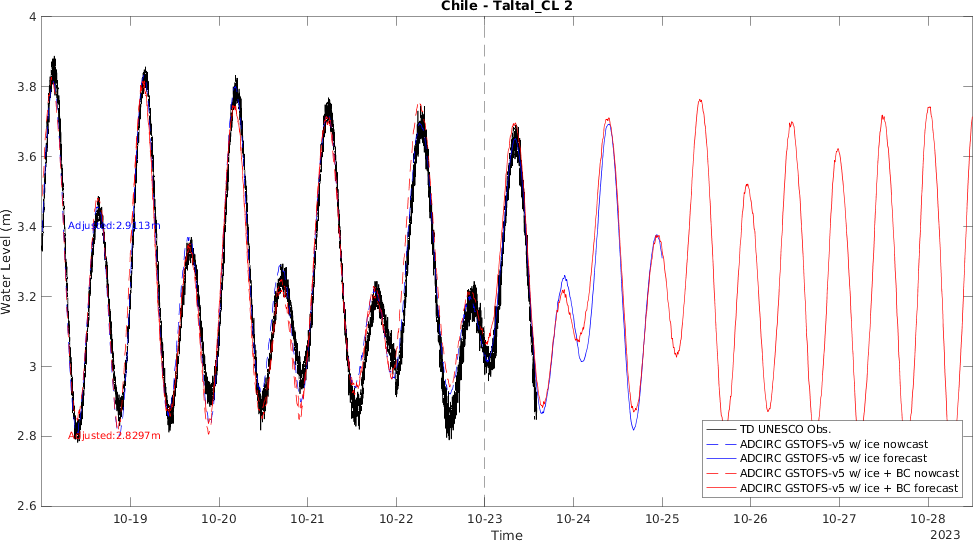 Chile - Taltal_CL 2
4
3.8
3.6
3.4
3.2
3
2.8
2.6
Water Level (m)
Adjusted:2.9113m
Adjusted:2.8297m
TD UNESCO Obs.
ADCIRC GSTOFS-v5 w/ ice nowcast
ADCIRC GSTOFS-v5 w/ ice forecast
ADCIRC GSTOFS-v5 w/ ice + BC nowcast
ADCIRC GSTOFS-v5 w/ ice + BC forecast
10-19 10-20 10-21 10-22 10-23 10-24 10-25 10-26 10-27 10-28
2023
Time